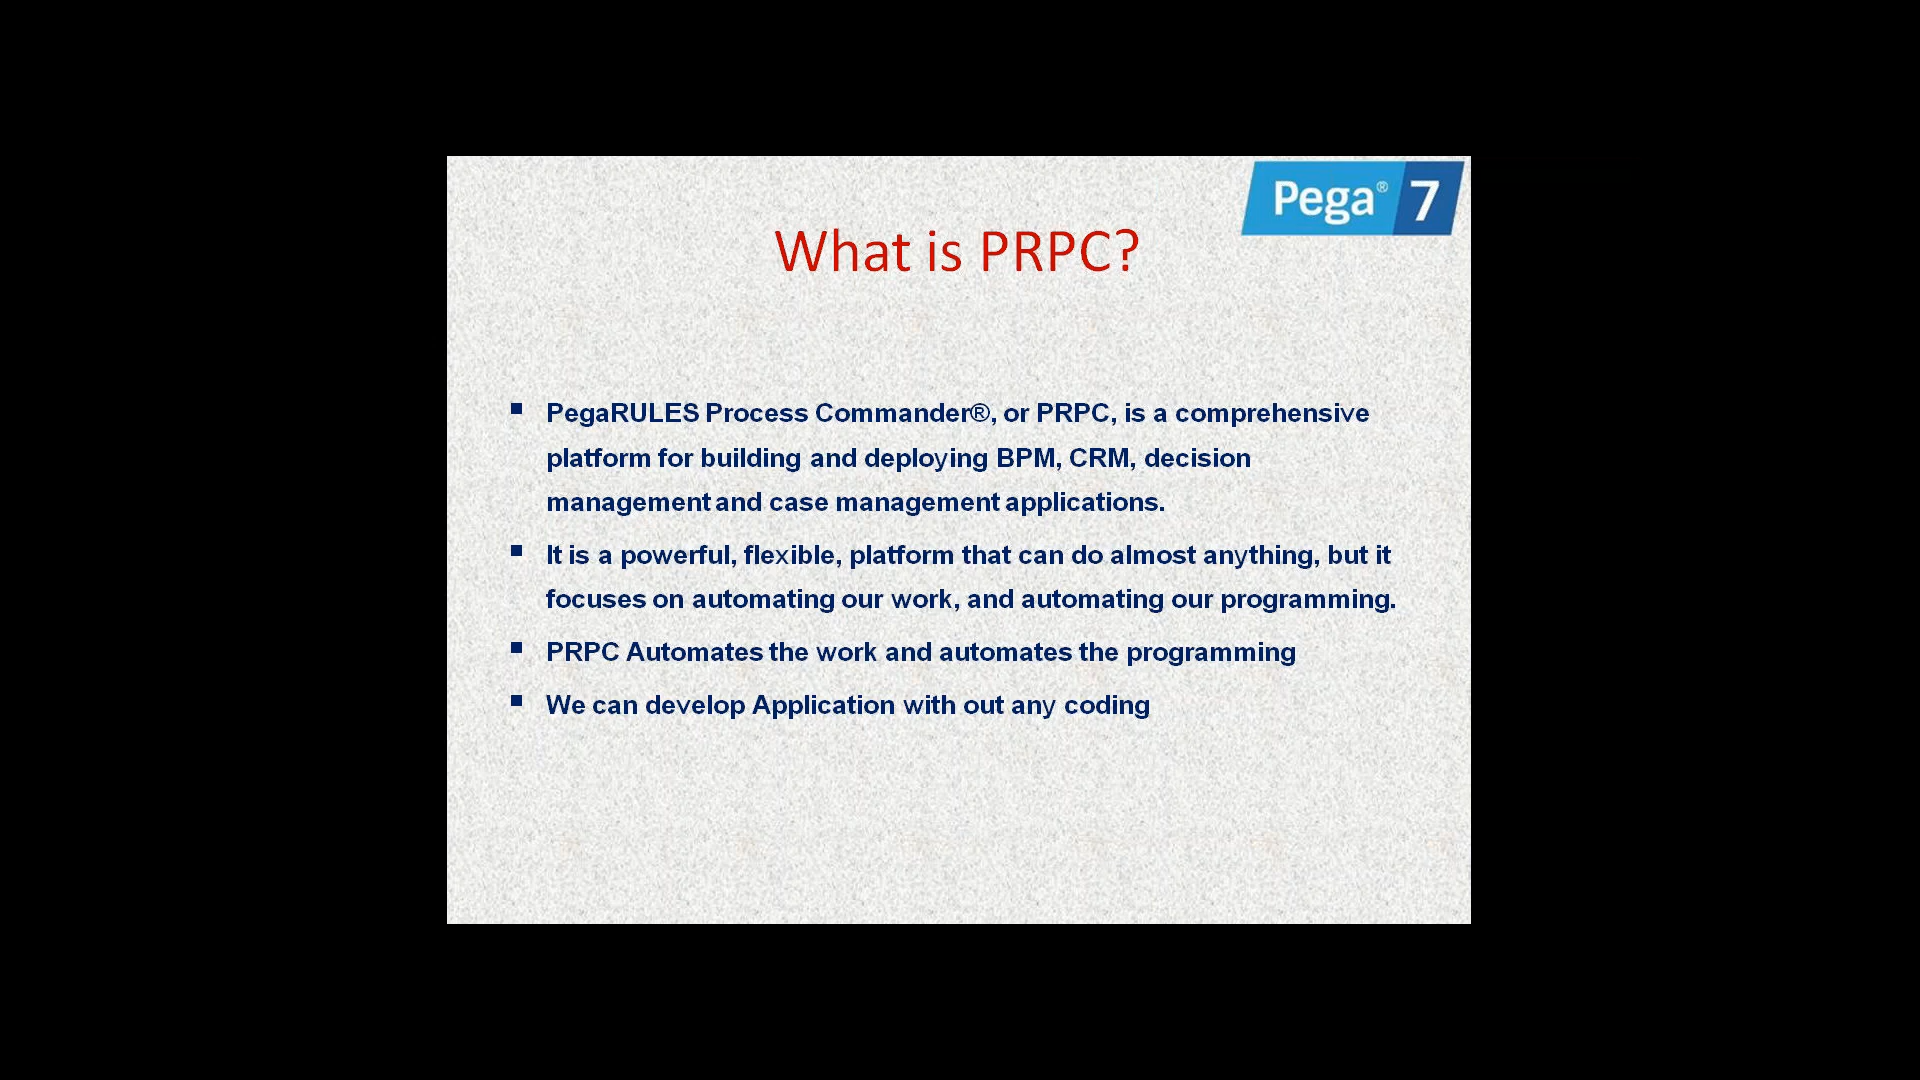 Pega® 7
What is PRPC?
▪ PegaRULES Process Commander®, or PRPC, is a comprehensive
platform for building and deploying BPM, CRM, decision
management and case management applications.
▪ It is a powerful, flexible, platform that can do almost anything, but it
focuses on automating our work, and automating our programming.
▪ PRPC Automates the work and automates the programming
▪ We can develop Application with out any coding